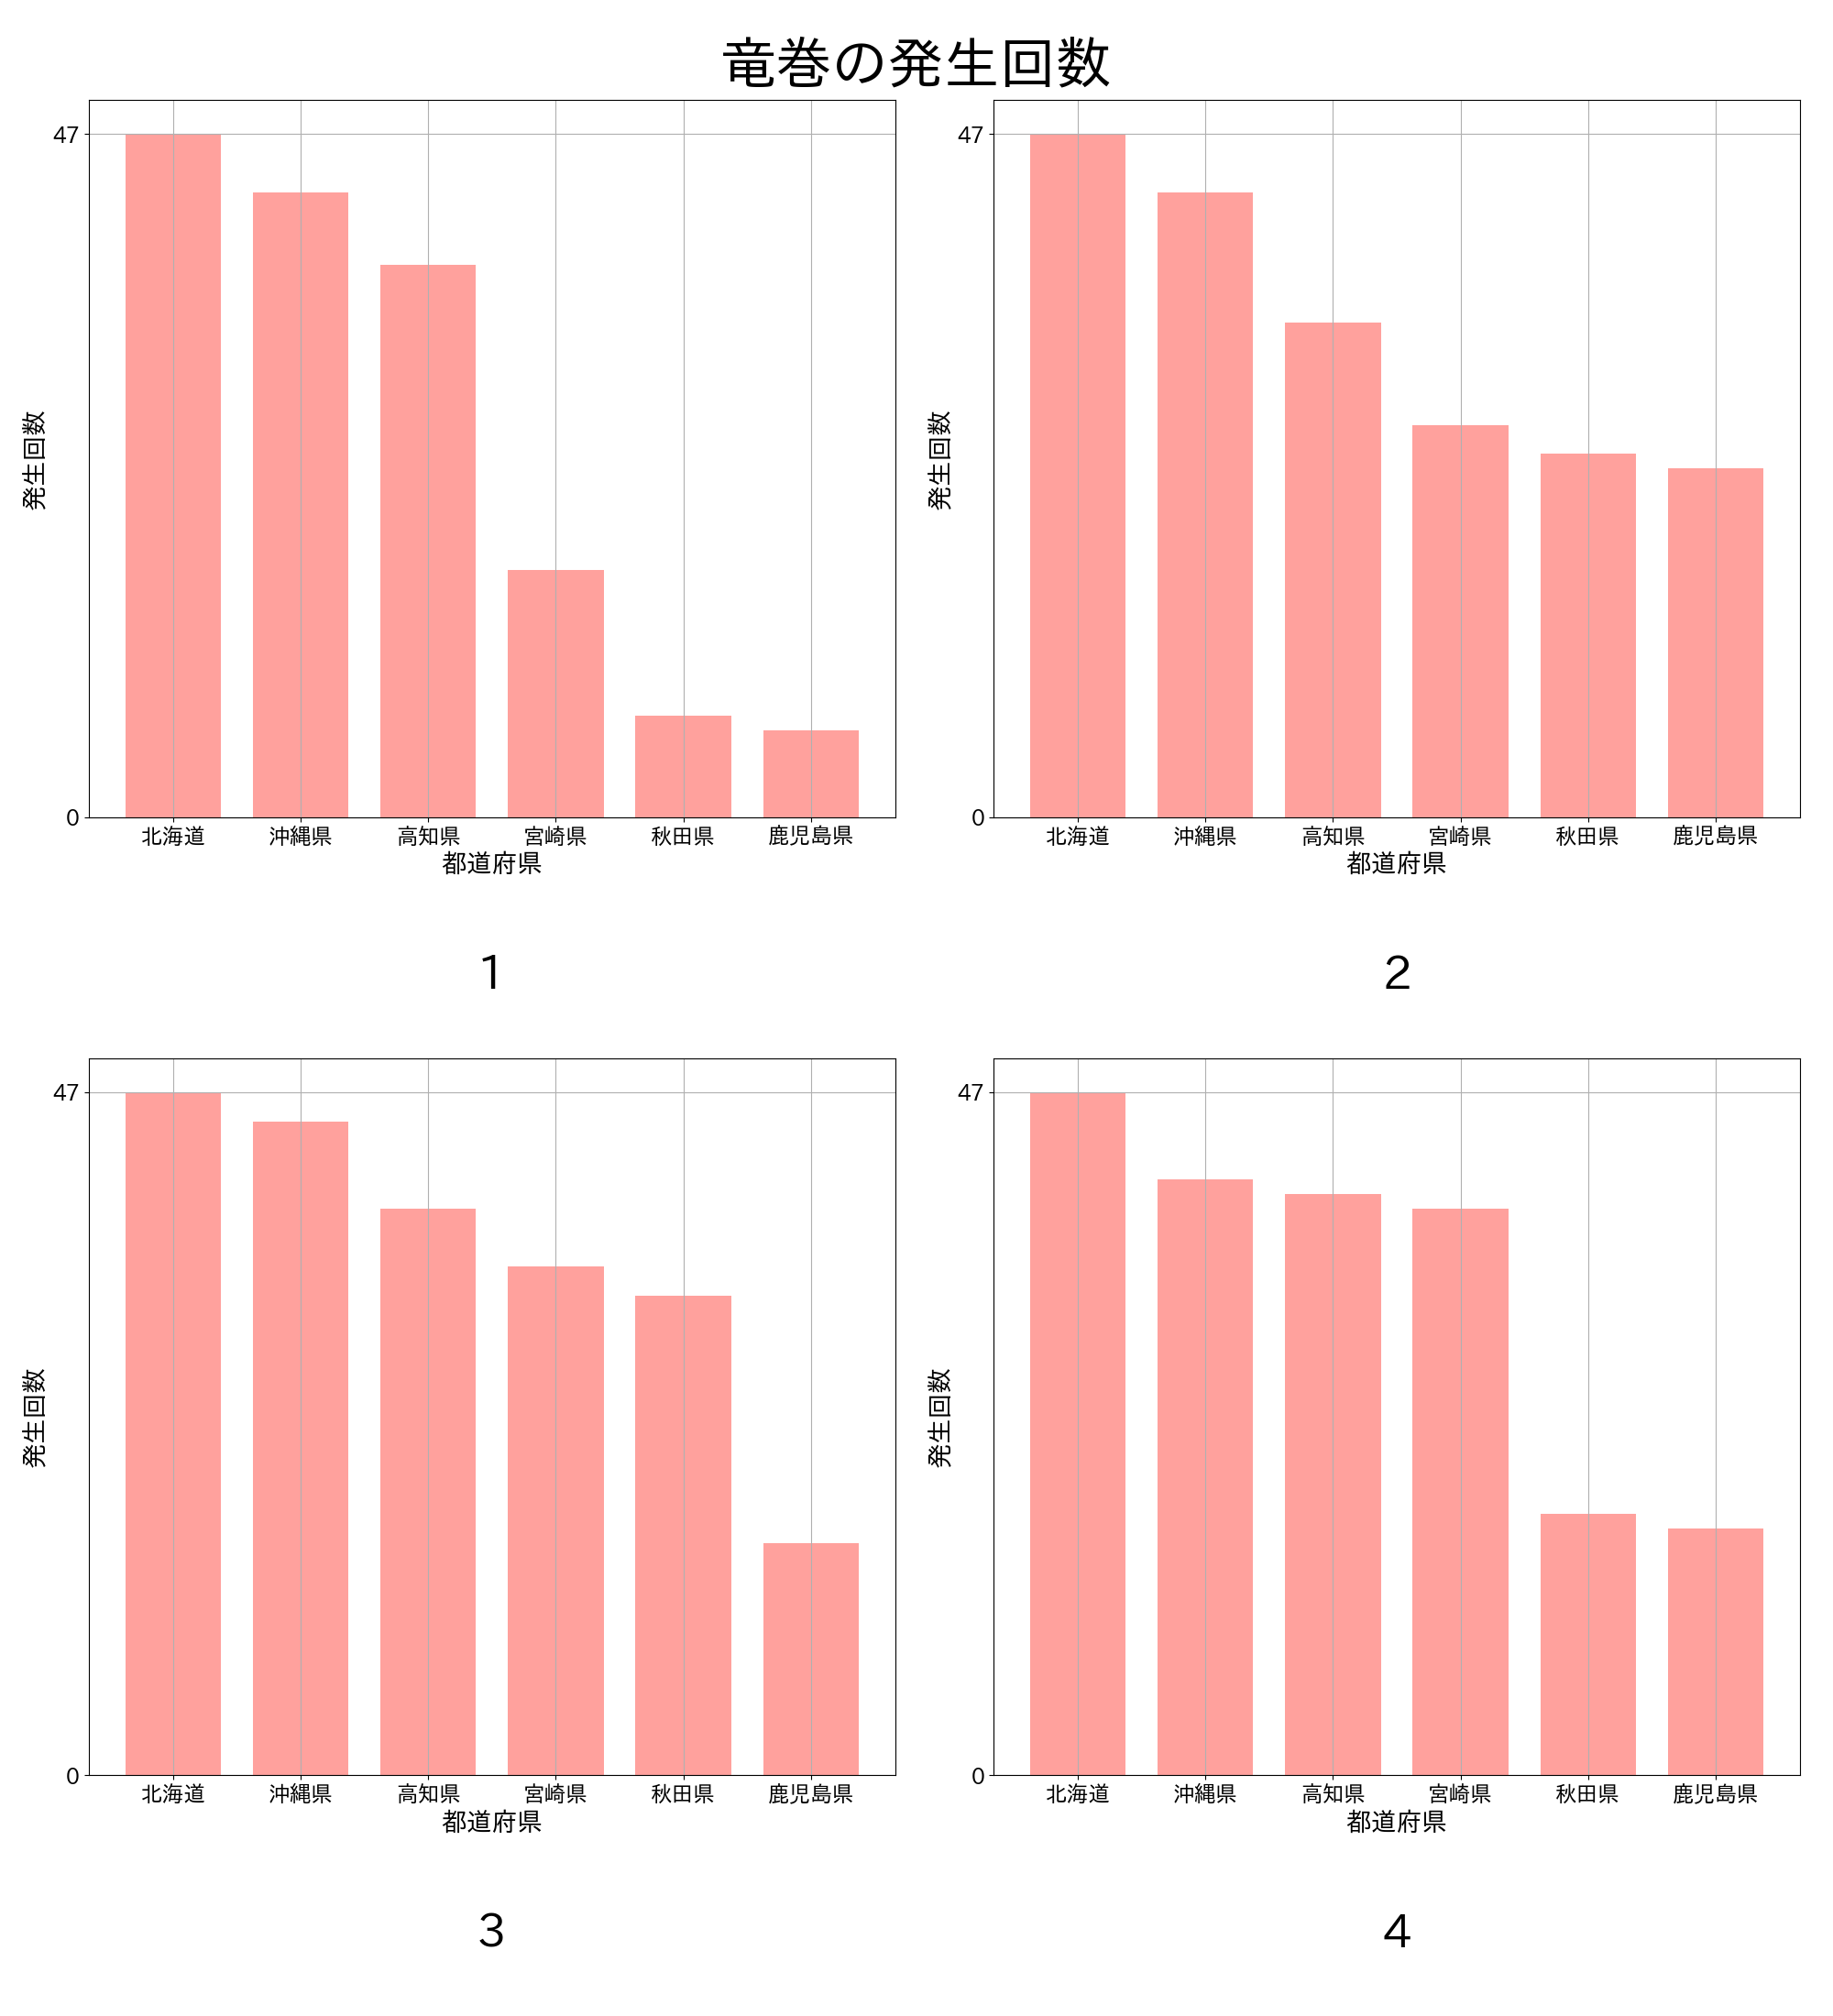 竜巻の発生回数
47
0
発生回数
北海道 沖縄県 高知県 宮崎県 秋田県 鹿児島県
都道府県
1
47
0
発生回数
北海道 沖縄県 高知県 宮崎県 秋田県 鹿児島県
都道府県
2
47
0
発生回数
北海道 沖縄県 高知県 宮崎県 秋田県 鹿児島県
都道府県
3
47
0
発生回数
北海道 沖縄県 高知県 宮崎県 秋田県 鹿児島県
都道府県
4